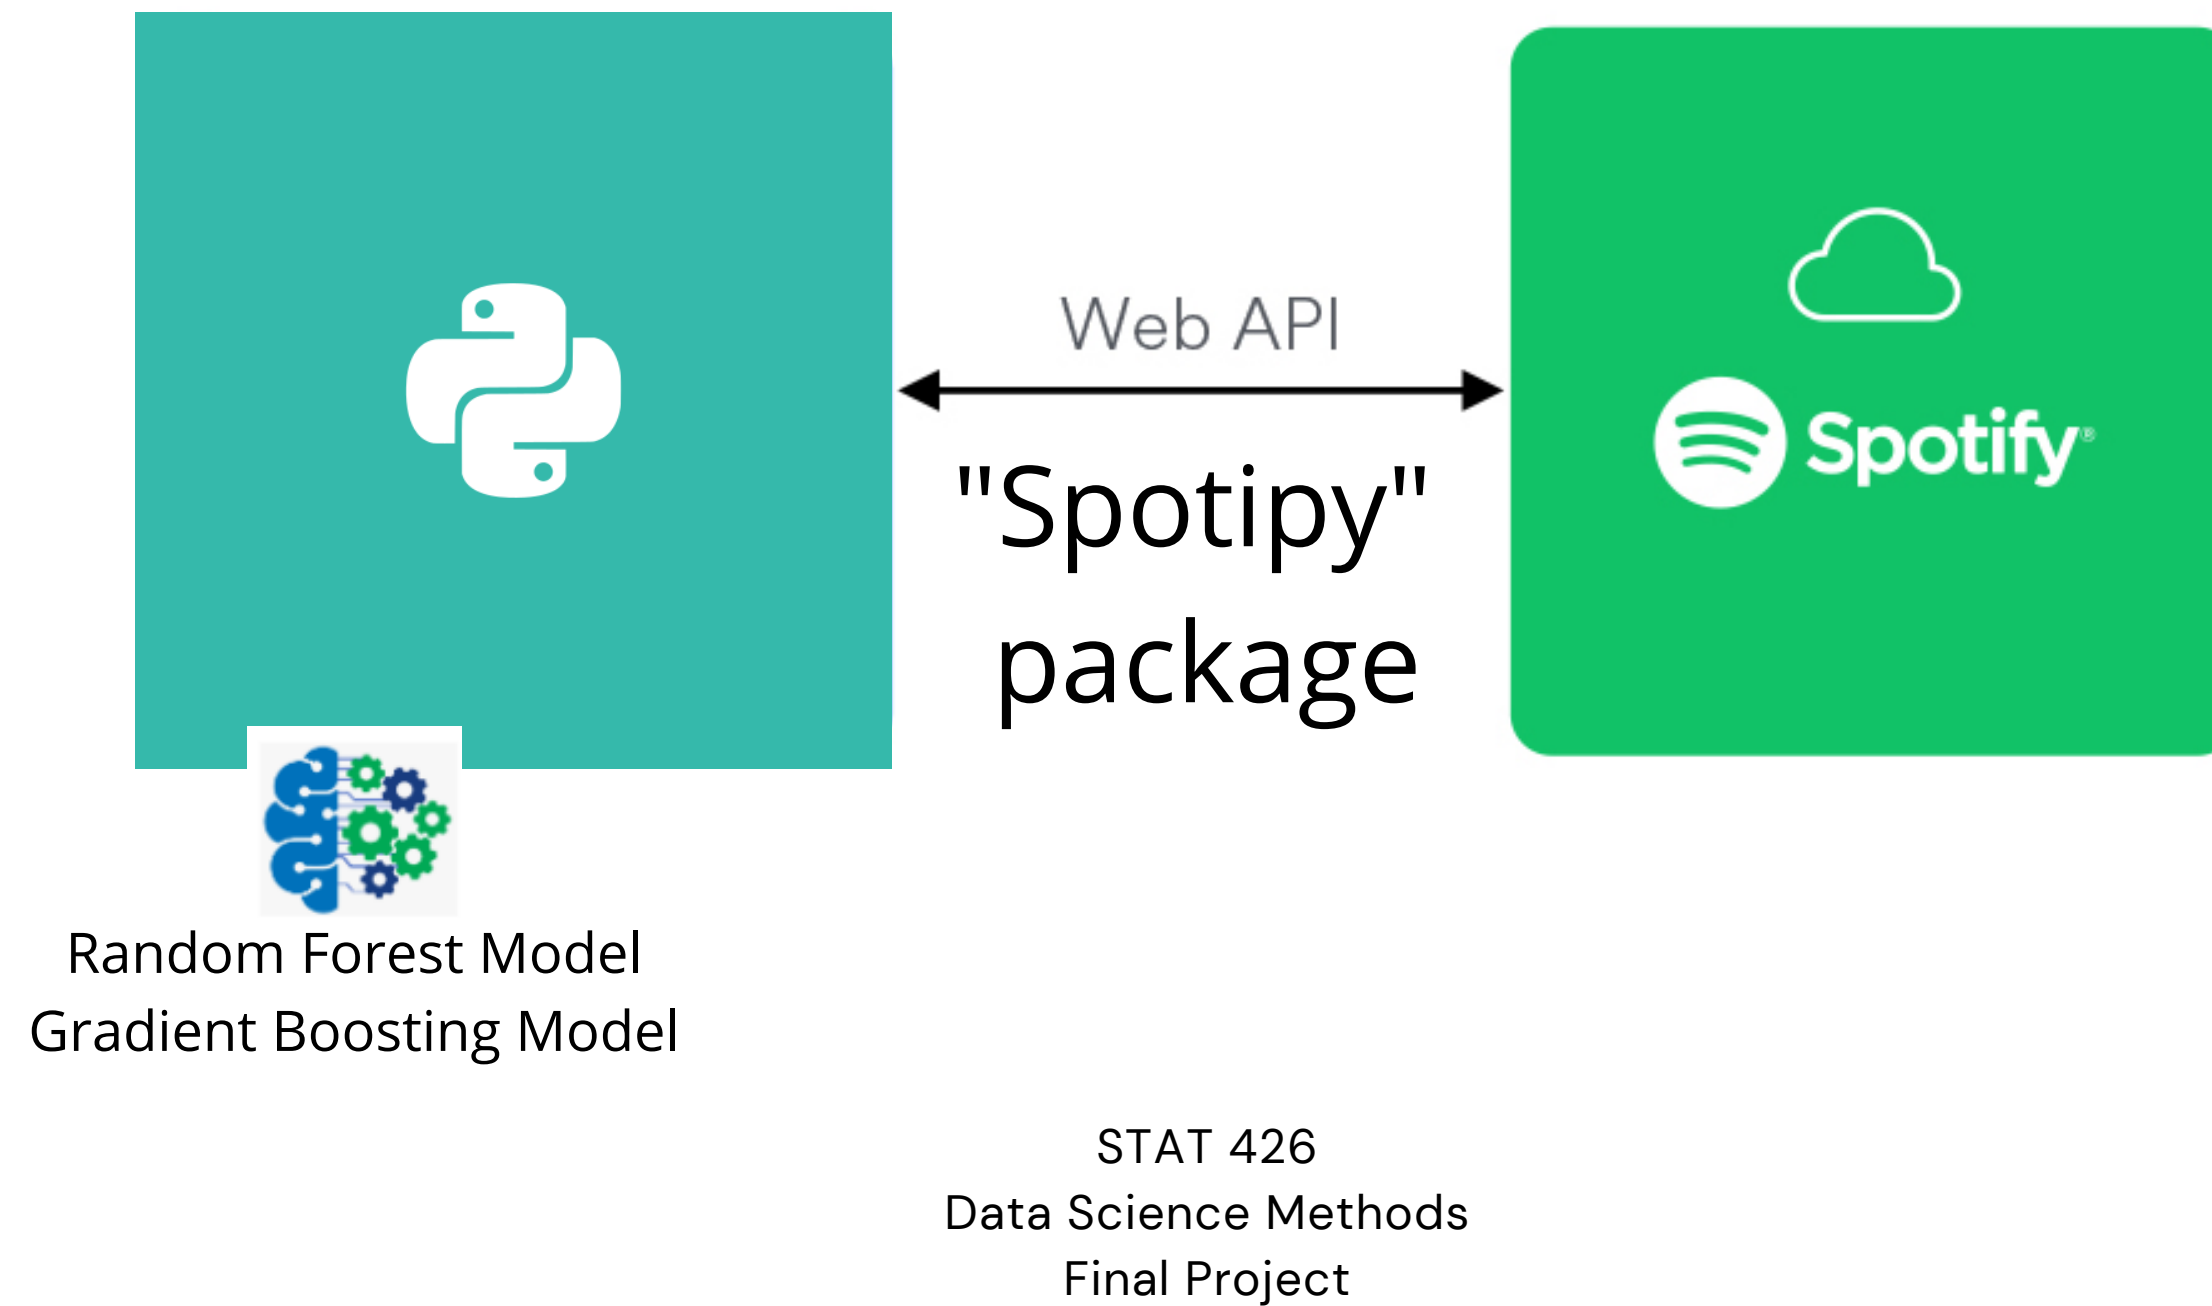 Web API
Spotify®
"Spotipy"
package
Random Forest Model
Gradient Boosting Model
STAT 426
Data Science Methods
Final Project